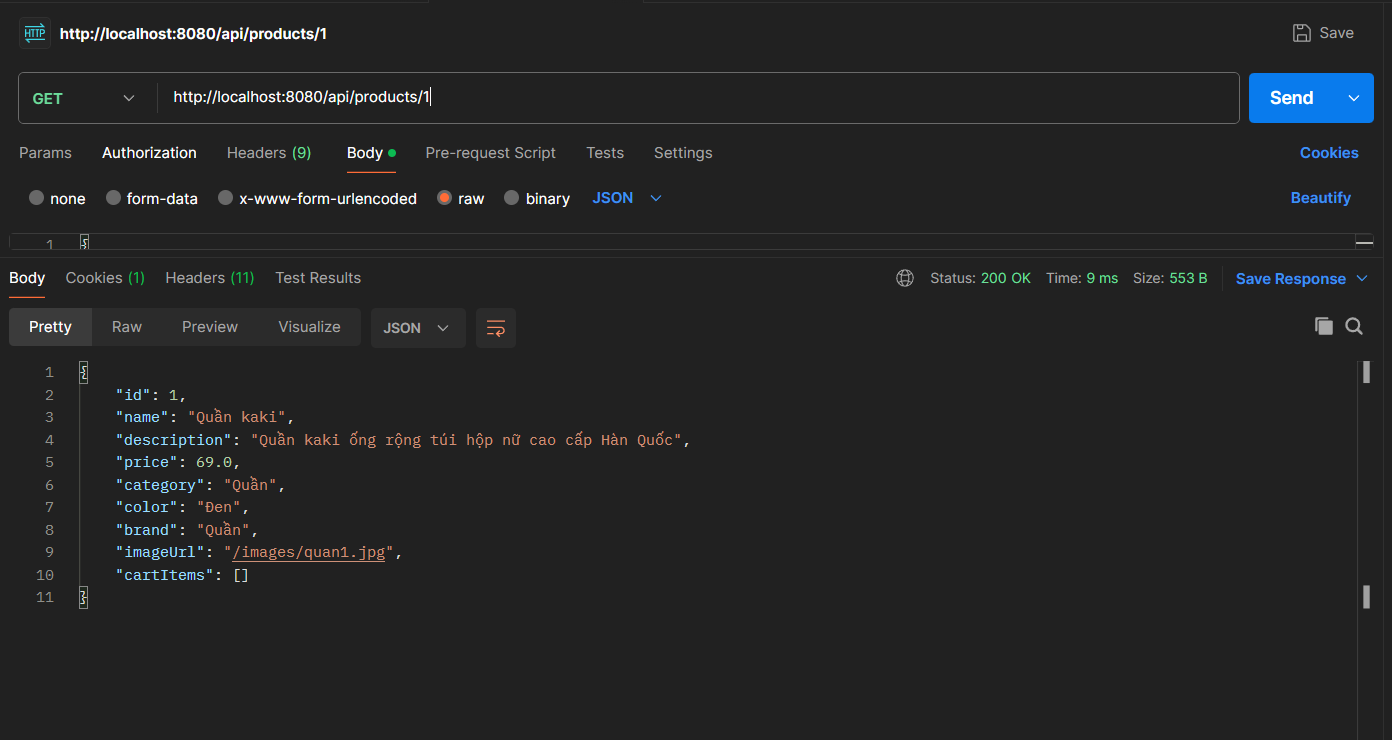 HTTP http://localhost:8080/api/products/1 Save
GET http://localhost:8080/api/products/1 Send
Params Authorization Headers (9) Body Pre-request Script Tests Settings Cookies
none form-data x-www-form-urlencoded raw binary JSON Beautify
1 {
Body Cookies (1) Headers (11) Test Results Status: 200 OK Time: 9 ms Size: 553 B Save Response
Pretty Raw Preview Visualize JSON
1 {
2 "id": 1,
3 "name": "Quần kaki",
4 "description": "Quần kaki ống rộng túi hộp nữ cao cấp Hàn Quốc",
5 "price": 69.0,
6 "category": "Quần",
7 "color": "Đen",
8 "brand": "Quần",
9 "imageUrl": "/images/quan1.jpg",
10 "cartItems": []
11 }